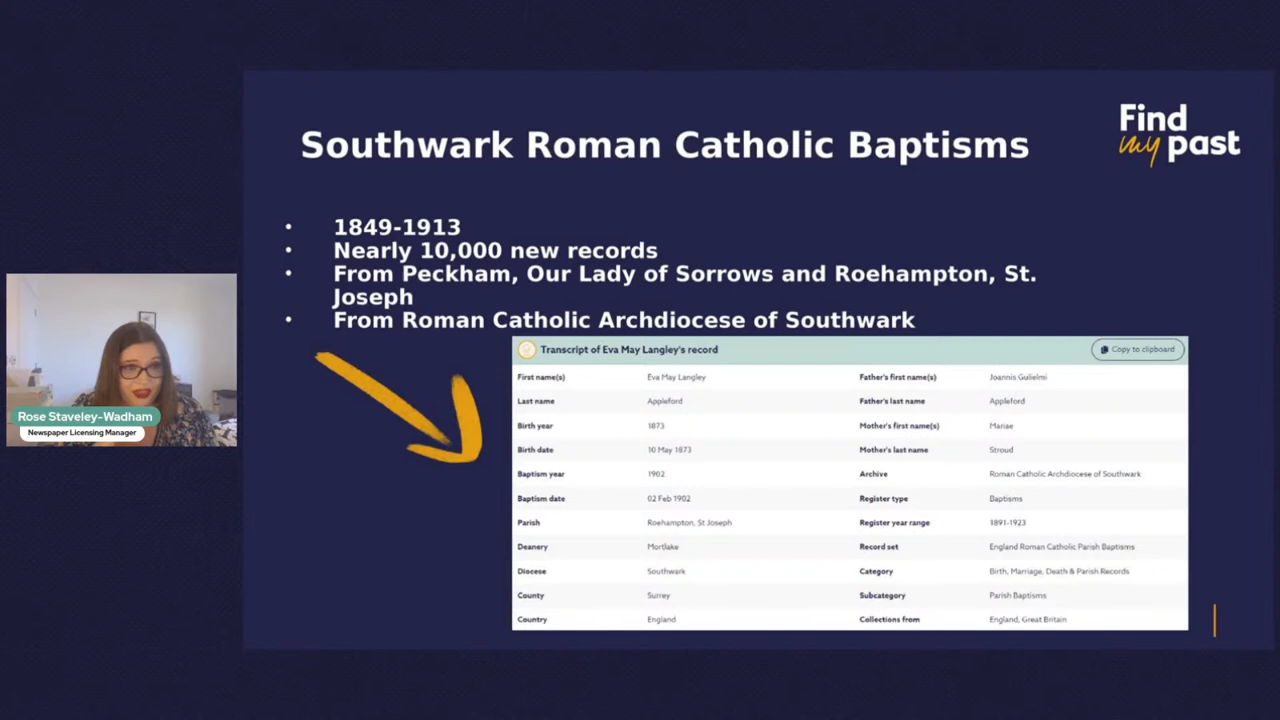 Find
my past
Southwark Roman Catholic Baptisms
• 1849-1913
• Nearly 10,000 new records
• From Peckham, Our Lady of Sorrows and Roehampton, St.
Joseph
• From Roman Catholic Archdiocese of Southwark
Rose Staveley-Wadham
Newspaper Licensing Manager
Transcript of Eva May Langley's record Copy to clipboard
First name(s) Eva May Langley Father's first name(s) Joannis Gulielmi
Last name Appleford Father's last name Appleford
Birth year 1873 Mother's first name(s) Mariae
Birth date 10 May 1873 Mother's last name Stroud
Baptism year 1902 Archive Roman Catholic Archdiocese of Southwark
Baptism date 02 Feb 1902 Register type Baptisms
Parish Roehampton, St Joseph Register year range 1891-1923
Deanery Mortlake Record set England Roman Catholic Parish Baptisms
Diocese Southwark Category Birth, Marriage, Death & Parish Records
County Surrey Subcategory Parish Baptisms
Country England Collections from England, Great Britain